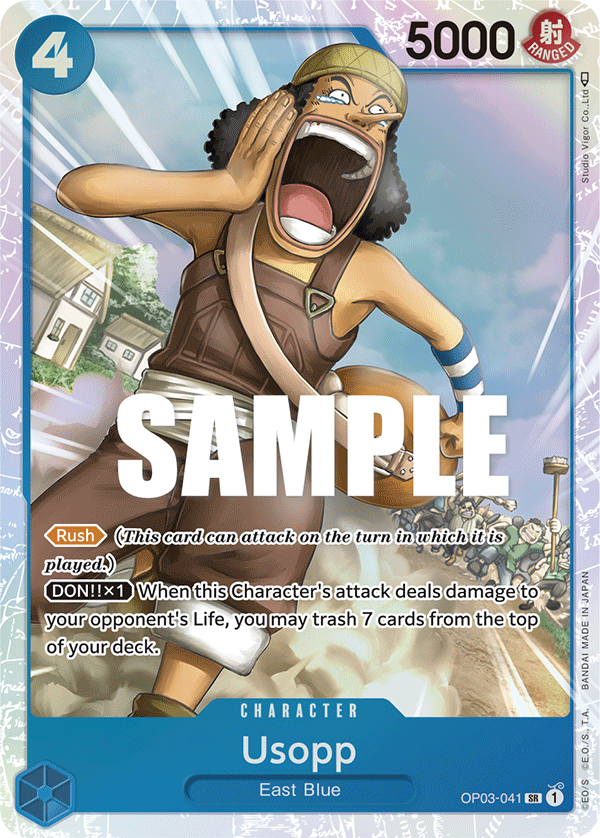 4
5000
射
RANGED
Studio Vigor Co.,Ltd
SAMPLE
Rush (This card can attack on the turn in which it is
played.)
DON!!×1 When this Character's attack deals damage to
your opponent's Life, you may trash 7 cards from the top
of your deck.
CHARACTER
Usopp
East Blue
OP03-041 SR 1
©EO/S ©E.O./S., T.A. BANDAI MADE IN JAPAN